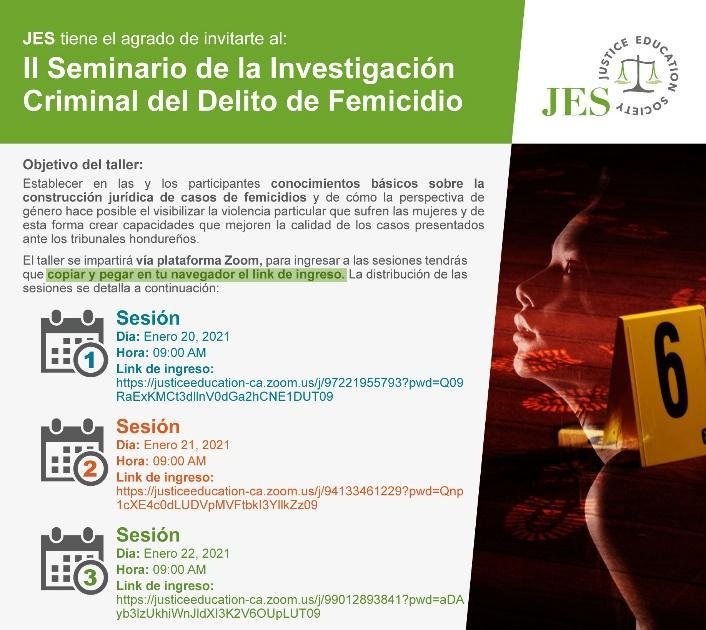 JES tiene el agrado de invitarte al:
II Seminario de la Investigación
Criminal del Delito de Femicidio
JES JUSTICE EDUCATION SOCIETY
Objetivo del taller:
Establecer en las y los participantes conocimientos básicos sobre la
construcción jurídica de casos de femicidios y de cómo la perspectiva de
género hace posible el visibilizar la violencia particular que sufren las mujeres y de
esta forma crear capacidades que mejoren la calidad de los casos presentados
ante los tribunales hondureños.
El taller se impartirá vía plataforma Zoom, para ingresar a las sesiones tendrás
que copiar y pegar en tu navegador el link de ingreso. La distribución de las
sesiones se detalla a continuación:
1
Sesión
Día: Enero 20, 2021
Hora: 09:00 AM
Link de ingreso:
https://justiceeducation-ca.zoom.us/j/97221955793?pwd=Q09
RaExKMCt3dllnV0dGa2hCNE1DUT09
2
Sesión
Día: Enero 21, 2021
Hora: 09:00 AM
Link de ingreso:
https://justiceeducation-ca.zoom.us/j/94133461229?pwd=Qnp
1cXE4c0dLUDVpMVFtbkI3YllkZz09
3
Sesión
Día: Enero 22, 2021
Hora: 09:00 AM
Link de ingreso:
https://justiceeducation-ca.zoom.us/j/99012893841?pwd=aDA
yb3lzUkhiWnJldXI3K2V6OUpLUT09
6